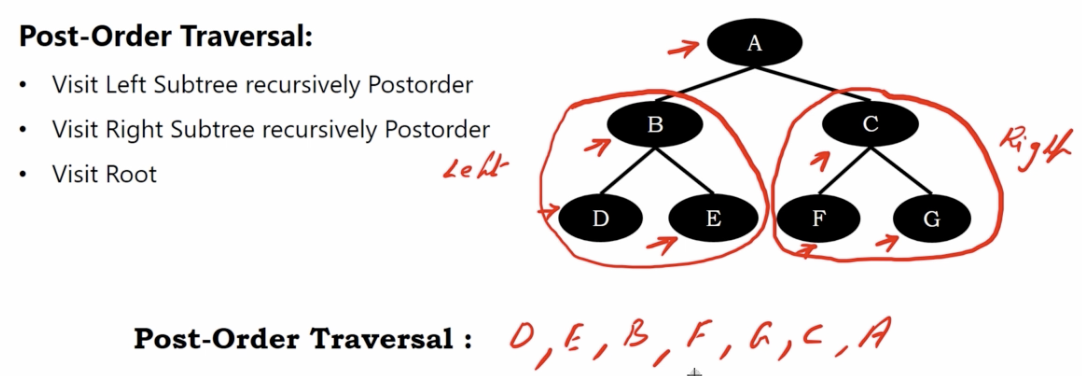 Post-Order Traversal:
• Visit Left Subtree recursively Postorder
• Visit Right Subtree recursively Postorder
• Visit Root
A
B
C
D
E
F
G
Left
Right
Post-Order Traversal : D, E, B, F, G, C, A